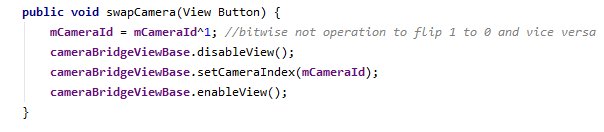 public void swapCamera(View Button) {
mCameraId = mCameraId^1; //bitwise not operation to flip 1 to 0 and vice versa
cameraBridgeViewBase.disableView();
cameraBridgeViewBase.setCameraIndex(mCameraId);
cameraBridgeViewBase.enableView();
}